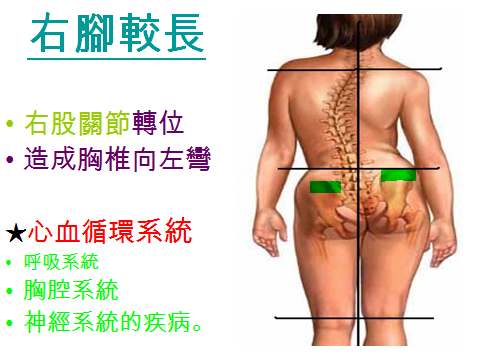 右腳較長
• 右股關節轉位
• 造成胸椎向左彎
★心血循環系統
• 呼吸系統
• 胸腔系統
• 神經系統的疾病。